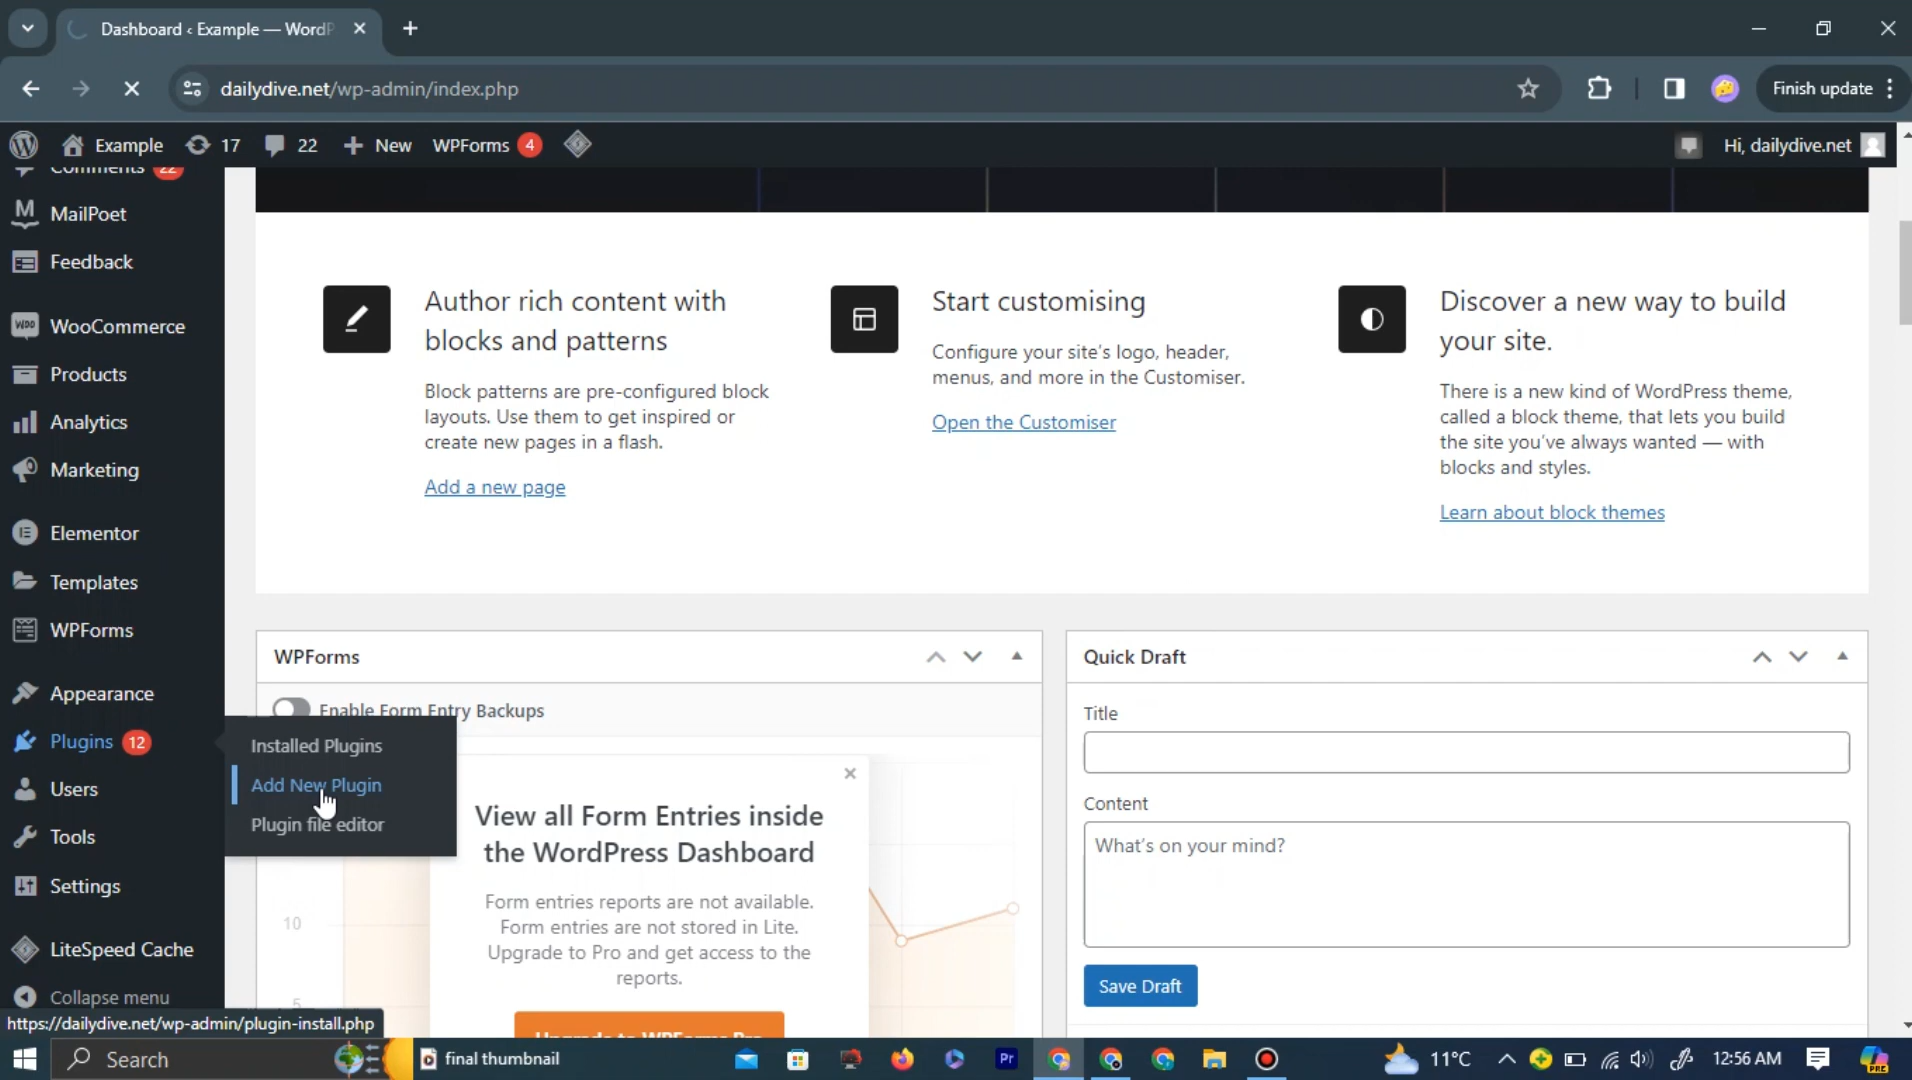 Dashboard ‹ Example — WordP
dailydive.net/wp-admin/index.php
Finish update
Example
17
22
New
WPForms 4
Hi, dailydive.net
Comments 22
MailPoet
Feedback
WooCommerce
Products
Analytics
Marketing
Elementor
Templates
WPForms
Appearance
Plugins 12
Users
Tools
Settings
LiteSpeed Cache
Collapse menu
Installed Plugins
Add New Plugin
Plugin file editor
Author rich content with
blocks and patterns
Block patterns are pre-configured block
layouts. Use them to get inspired or
create new pages in a flash.
Add a new page
Start customising
Configure your site's logo, header,
menus, and more in the Customiser.
Open the Customiser
Discover a new way to build
your site.
There is a new kind of WordPress theme,
called a block theme, that lets you build
the site you've always wanted — with
blocks and styles.
Learn about block themes
WPForms
Enable Form Entry Backups
View all Form Entries inside
the WordPress Dashboard
Form entries reports are not available.
Form entries are not stored in Lite.
Upgrade to Pro and get access to the
reports.
Upgrade to WPForms Pro
10
5
Quick Draft
Title
Content
What's on your mind?
Save Draft
https://dailydive.net/wp-admin/plugin-install.php
Search
final thumbnail
Pr
11°C
12:56 AM
PRE